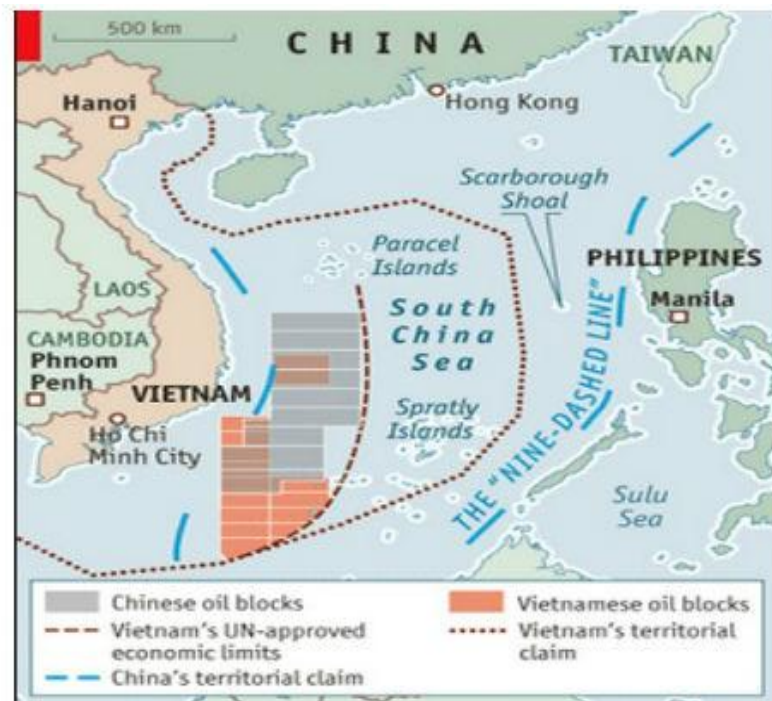 500 km
CHINA
TAIWAN
Hanoi
Hong Kong
Scarborough
Shoal
Paracel
Islands
PHILIPPINES
LAOS
South
China
Sea
Manila
CAMBODIA
Phnom
Penh
VIETNAM
Ho Chi
Minh City
Spratly
Islands
THE "NINE-DASHED LINE"
Sulu
Sea
Chinese oil blocks
Vietnamese oil blocks
Vietnam's UN-approved
economic limits
Vietnam's territorial
claim
China's territorial claim